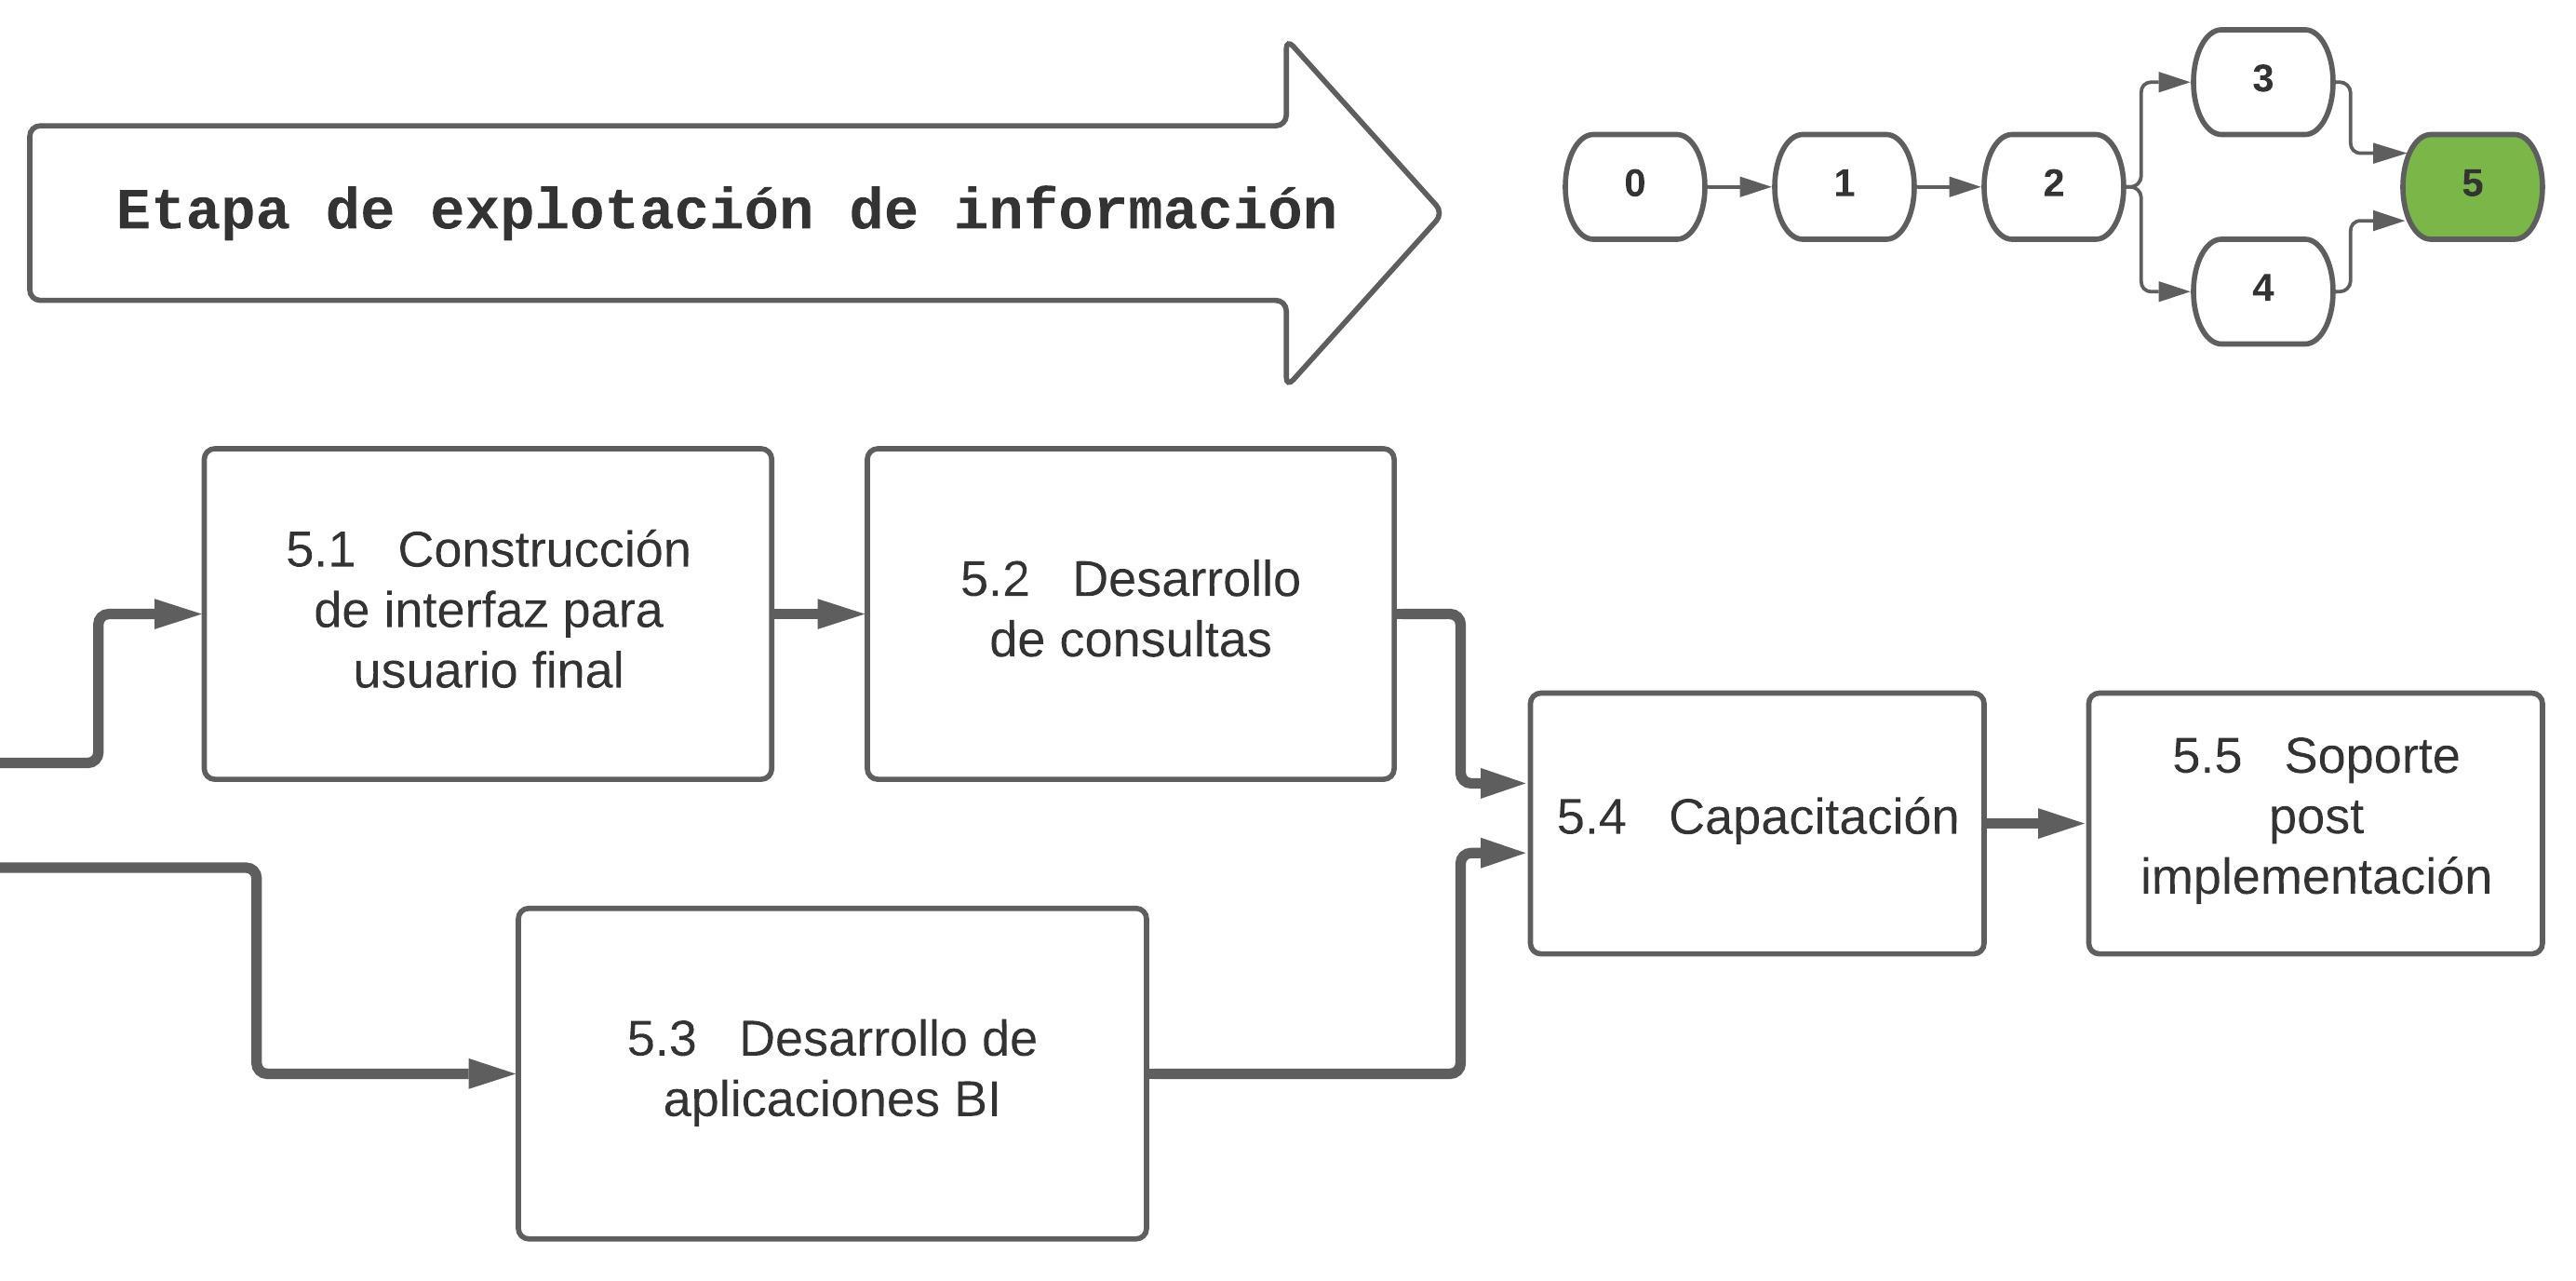 Etapa de explotación de información
0
1
2
3
4
5
5.1 Construcción
de interfaz para
usuario final
5.2 Desarrollo
de consultas
5.3 Desarrollo de
aplicaciones BI
5.4 Capacitación
5.5 Soporte
post
implementación